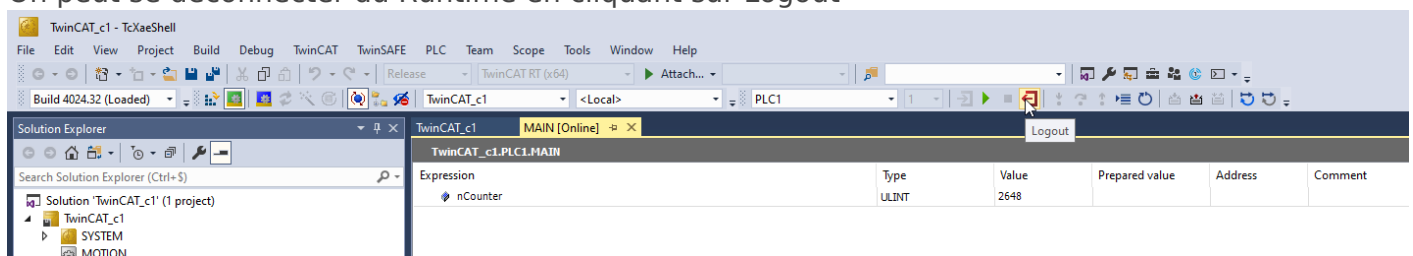 On peut se déconnecter du Runtime en cliquant sur Logout
TwinCAT_c1 - TcXaeShell
File Edit View Project Build Debug TwinCAT TwinSAFE PLC Team Scope Tools Window Help
Release TwinCAT RT (x64) Attach...
Build 4024.32 (Loaded) TwinCAT_c1 <Local> PLC1 1
Solution Explorer TwinCAT_c1 MAIN [Online] Logout
TwinCAT_c1.PLC1.MAIN
Search Solution Explorer (Ctrl+$) Expression Type Value Prepared value Address Comment
Solution 'TwinCAT_c1' (1 project) nCounter ULINT 2648
TwinCAT_c1
SYSTEM
MOTION